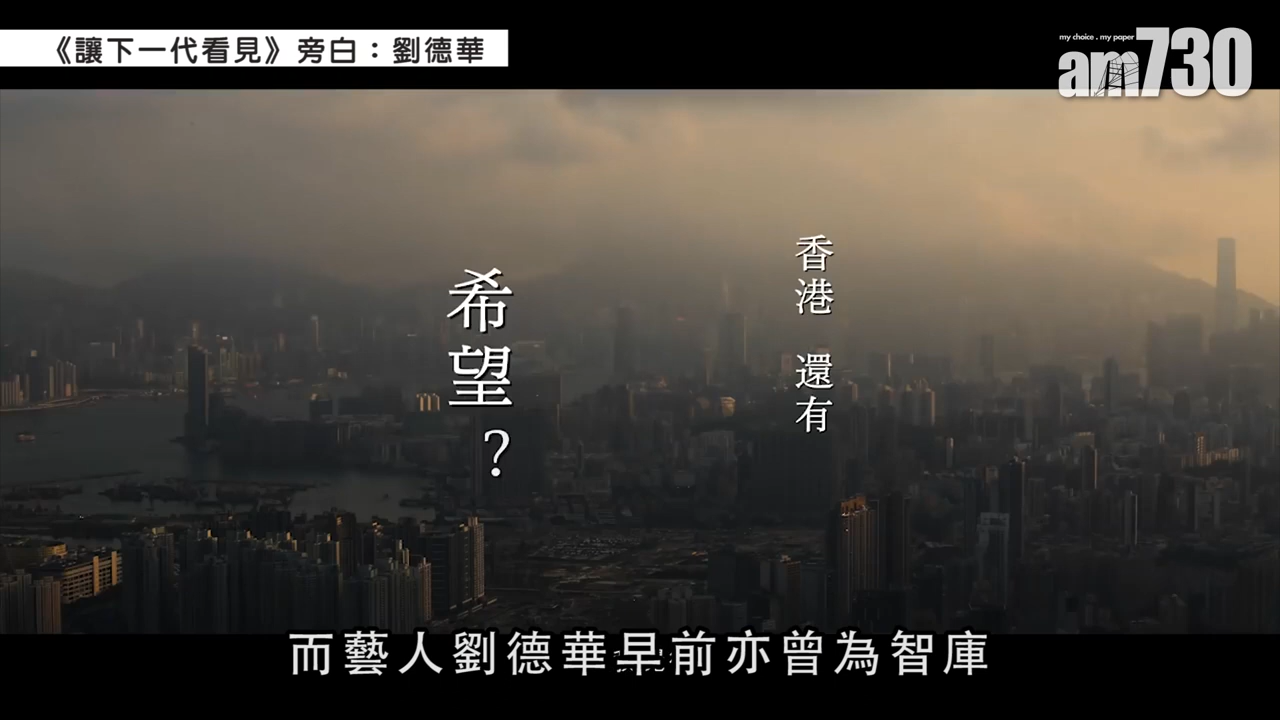 《讓下一代看見》旁白：劉德華
my choice . my paper
am730
香港 還有
希望？
而藝人劉德華早前亦曾為智庫